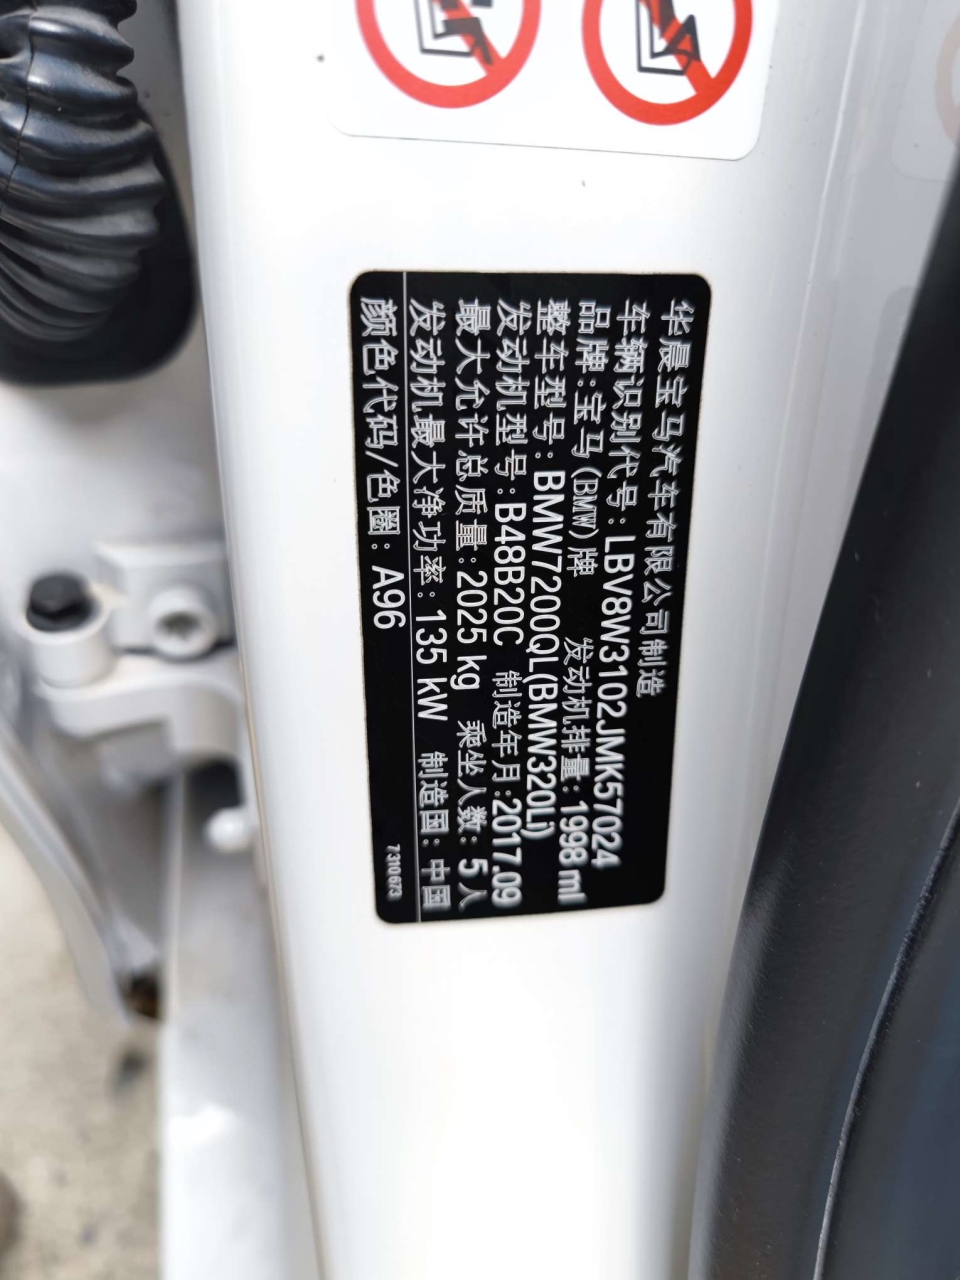 华晨宝马汽车有限公司制造
车辆识别代号：LBV8W3102JMK57024
品牌：宝马(BMW)牌 发动机排量：1998 ml
整车型号：BMW7200QL(BMW320Li)
发动机型号：B48B20C 制造年月：2017.09
最大允许总质量：2025 kg 乘坐人数：5 人
发动机最大净功率：135 kW 制造国：中国
颜色代码/色圈：A96
7310673